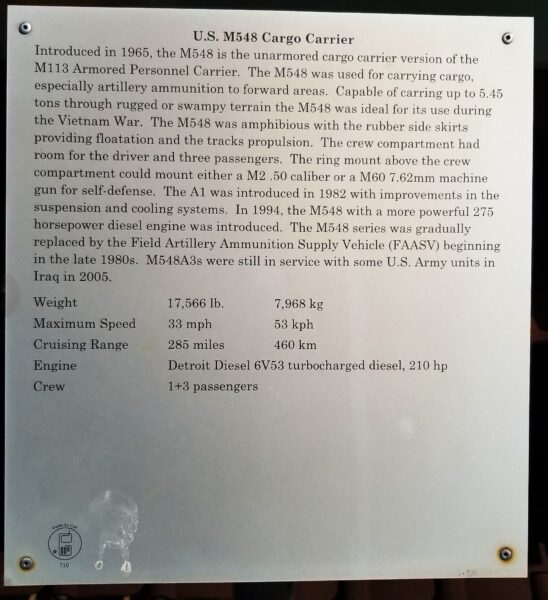 U.S. M548 Cargo Carrier
Introduced in 1965, the M548 is the unarmored cargo carrier version of the
M113 Armored Personnel Carrier. The M548 was used for carrying cargo,
especially artillery ammunition to forward areas. Capable of carring up to 5.45
tons through rugged or swampy terrain the M548 was ideal for its use during
the Vietnam War. The M548 was amphibious with the rubber side skirts
providing floatation and the tracks propulsion. The crew compartment had
room for the driver and three passengers. The ring mount above the crew
compartment could mount either a M2 .50 caliber or a M60 7.62mm machine
gun for self-defense. The A1 was introduced in 1982 with improvements in the
suspension and cooling systems. In 1994, the M548 with a more powerful 275
horsepower diesel engine was introduced. The M548 series was gradually
replaced by the Field Artillery Ammunition Supply Vehicle (FAASV) beginning
in the late 1980s. M548A3s were still in service with some U.S. Army units in
Iraq in 2005.
Weight 17,566 lb. 7,968 kg
Maximum Speed 33 mph 53 kph
Cruising Range 285 miles 460 km
Engine Detroit Diesel 6V53 turbocharged diesel, 210 hp
Crew 1+3 passengers
Guide by Cell
710